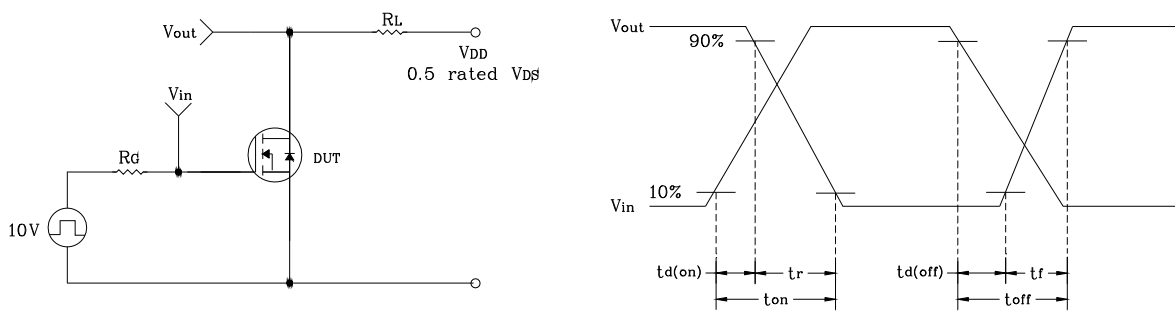 Vout
RL
VDD
0.5 rated VDS
Vin
RG
DUT
10V
Vout
90%
10%
Vin
td(on)
tr
ton
td(off)
tf
toff